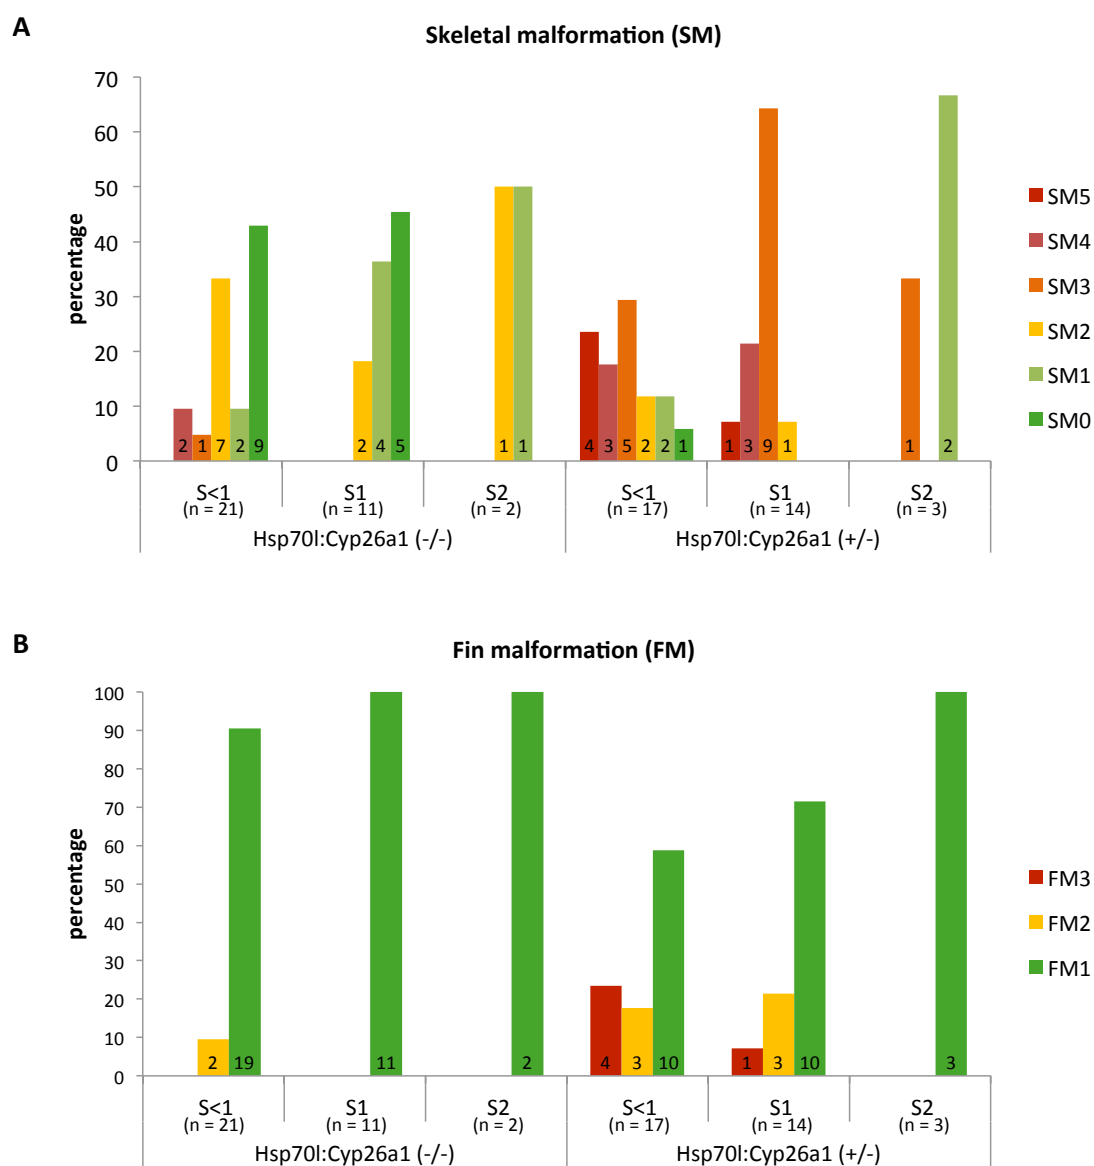 A
Skeletal malformation (SM)
percentage
70
60
50
40
30
20
10
0
2 1 7 2 9
2 4 5
1 1
4 3 5 2 2 1
1 3 9 1
1 2
S<1 S1 S2 S<1 S1 S2
(n = 21) (n = 11) (n = 2) (n = 17) (n = 14) (n = 3)
Hsp70l:Cyp26a1 (-/-) Hsp70l:Cyp26a1 (+/-)
SM5
SM4
SM3
SM2
SM1
SM0
B
Fin malformation (FM)
percentage
100
90
80
70
60
50
40
30
20
10
0
2 19
11
2
4 3 10
1 3 10
3
S<1 S1 S2 S<1 S1 S2
(n = 21) (n = 11) (n = 2) (n = 17) (n = 14) (n = 3)
Hsp70l:Cyp26a1 (-/-) Hsp70l:Cyp26a1 (+/-)
FM3
FM2
FM1